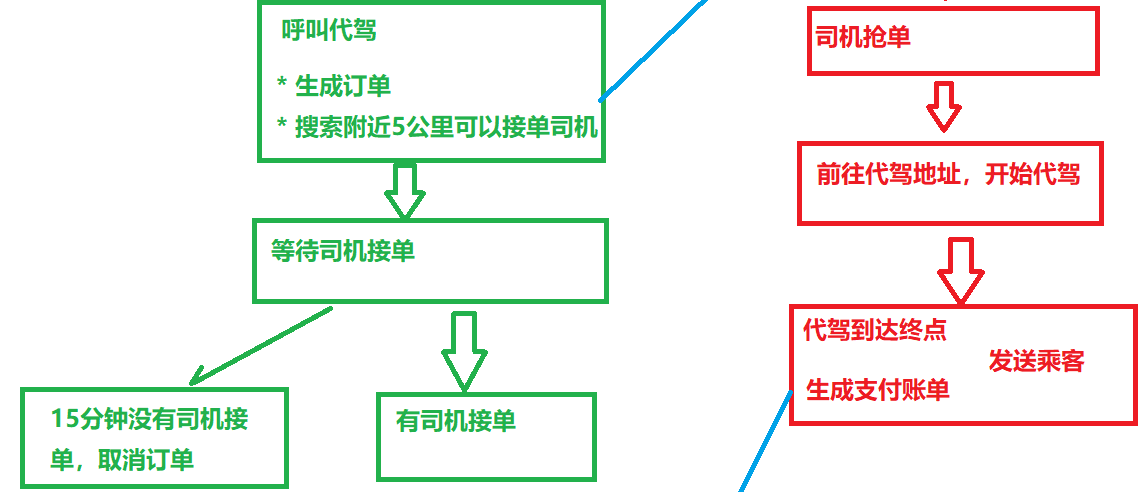 呼叫代驾
* 生成订单
* 搜索附近5公里可以接单司机
等待司机接单
15分钟没有司机接
单，取消订单
有司机接单
司机抢单
前往代驾地址，开始代驾
代驾到达终点
发送乘客
生成支付账单